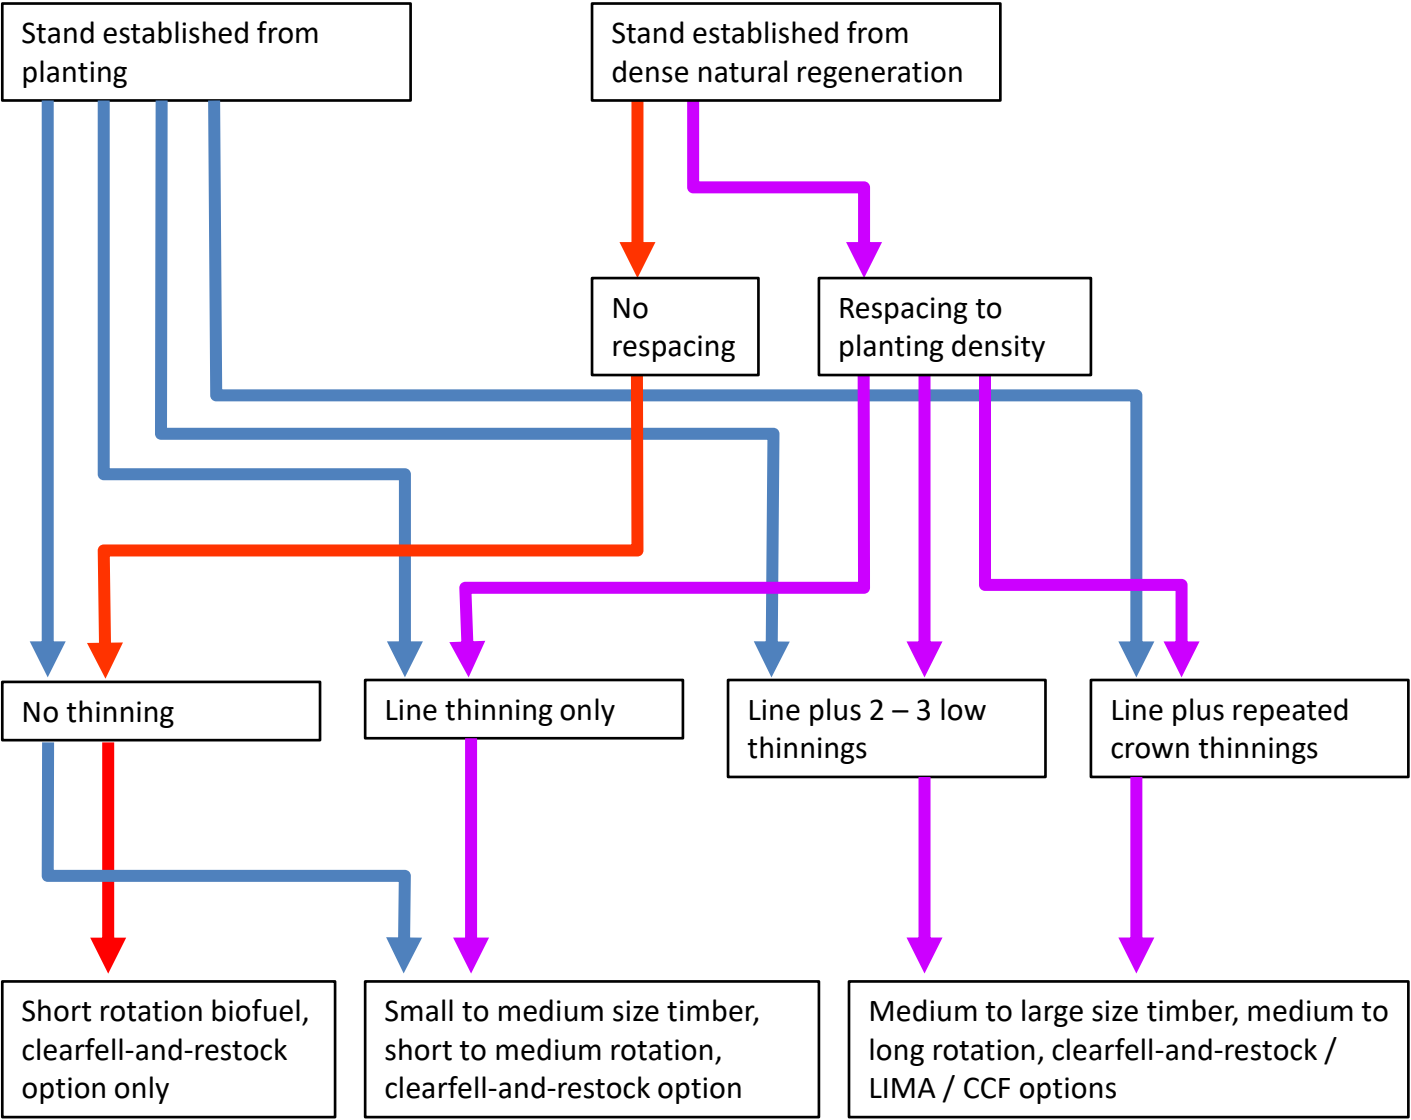 Stand established from
planting
Stand established from
dense natural regeneration
No
respacing
Respacing to
planting density
No thinning
Line thinning only
Line plus 2 – 3 low
thinnings
Line plus repeated
crown thinnings
Short rotation biofuel,
clearfell-and-restock
option only
Small to medium size timber,
short to medium rotation,
clearfell-and-restock option
Medium to large size timber, medium to
long rotation, clearfell-and-restock /
LIMA / CCF options